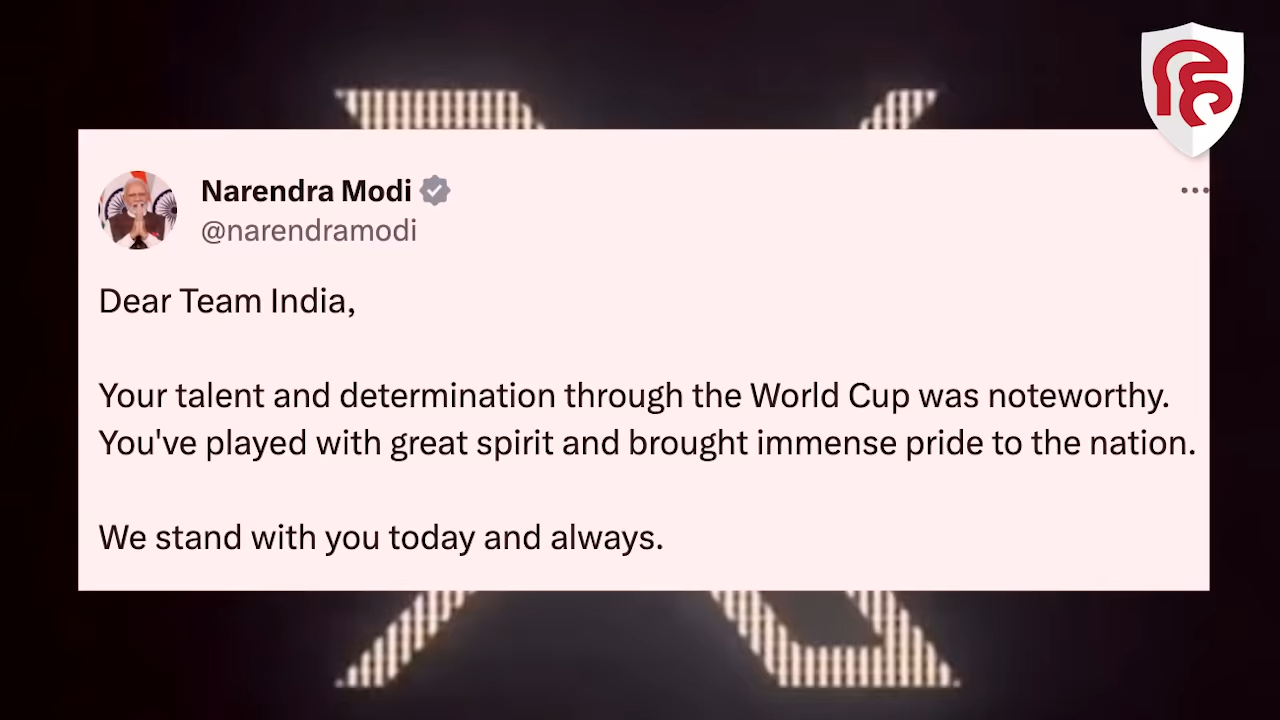 Narendra Modi
@narendramodi
Dear Team India,
Your talent and determination through the World Cup was noteworthy.
You've played with great spirit and brought immense pride to the nation.
We stand with you today and always.